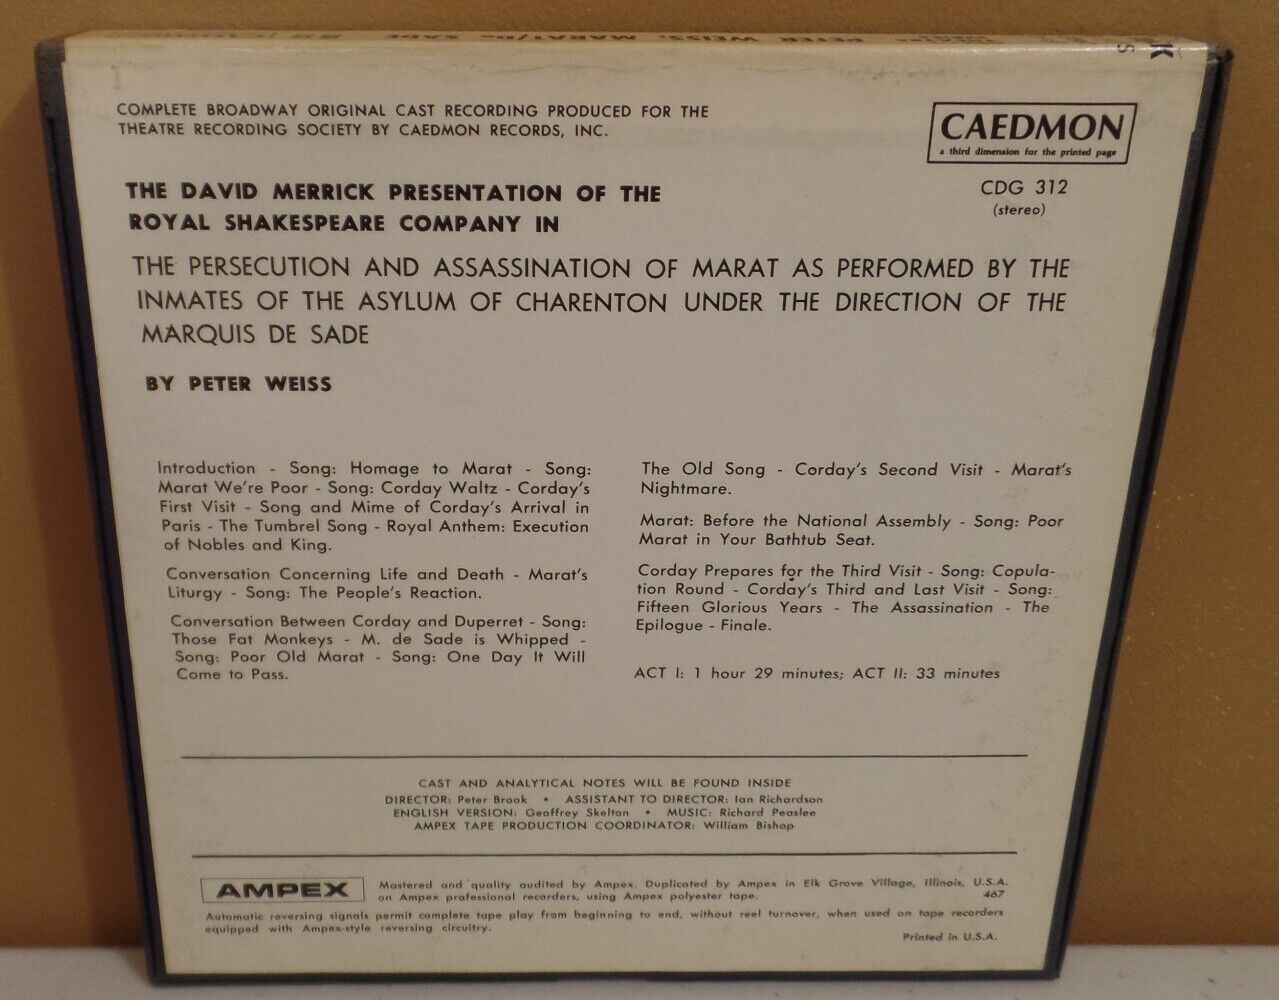 PETER WEISS: MARAT/DE SADE
K
S
COMPLETE BROADWAY ORIGINAL CAST RECORDING PRODUCED FOR THE
THEATRE RECORDING SOCIETY BY CAEDMON RECORDS, INC.
CAEDMON
a third dimension for the printed page
CDG 312
(stereo)
THE DAVID MERRICK PRESENTATION OF THE
ROYAL SHAKESPEARE COMPANY IN
THE PERSECUTION AND ASSASSINATION OF MARAT AS PERFORMED BY THE
INMATES OF THE ASYLUM OF CHARENTON UNDER THE DIRECTION OF THE
MARQUIS DE SADE
BY PETER WEISS
Introduction - Song: Homage to Marat - Song:
Marat We're Poor - Song: Corday Waltz - Corday's
First Visit - Song and Mime of Corday's Arrival in
Paris - The Tumbrel Song - Royal Anthem: Execution
of Nobles and King.
Conversation Concerning Life and Death - Marat's
Liturgy - Song: The People's Reaction.
Conversation Between Corday and Duperret - Song:
Those Fat Monkeys - M. de Sade is Whipped -
Song: Poor Old Marat - Song: One Day It Will
Come to Pass.
The Old Song - Corday's Second Visit - Marat's
Nightmare.
Marat: Before the National Assembly - Song: Poor
Marat in Your Bathtub Seat.
Corday Prepares for the Third Visit - Song: Copula-
tion Round - Corday's Third and Last Visit - Song:
Fifteen Glorious Years - The Assassination - The
Epilogue - Finale.
ACT I: 1 hour 29 minutes; ACT II: 33 minutes
CAST AND ANALYTICAL NOTES WILL BE FOUND INSIDE
DIRECTOR: Peter Brook • ASSISTANT TO DIRECTOR: Ian Richardson
ENGLISH VERSION: Geoffrey Skelton • MUSIC: Richard Peaslee
AMPEX TAPE PRODUCTION COORDINATOR: William Bishop
AMPEX
Mastered and quality audited by Ampex. Duplicated by Ampex in Elk Grove Village, Illinois, U.S.A.
on Ampex professional recorders, using Ampex polyester tape.
467
Automatic reversing signals permit complete tape play from beginning to end, without reel turnover, when used on tape recorders
equipped with Ampex-style reversing circuitry.
Printed in U.S.A.